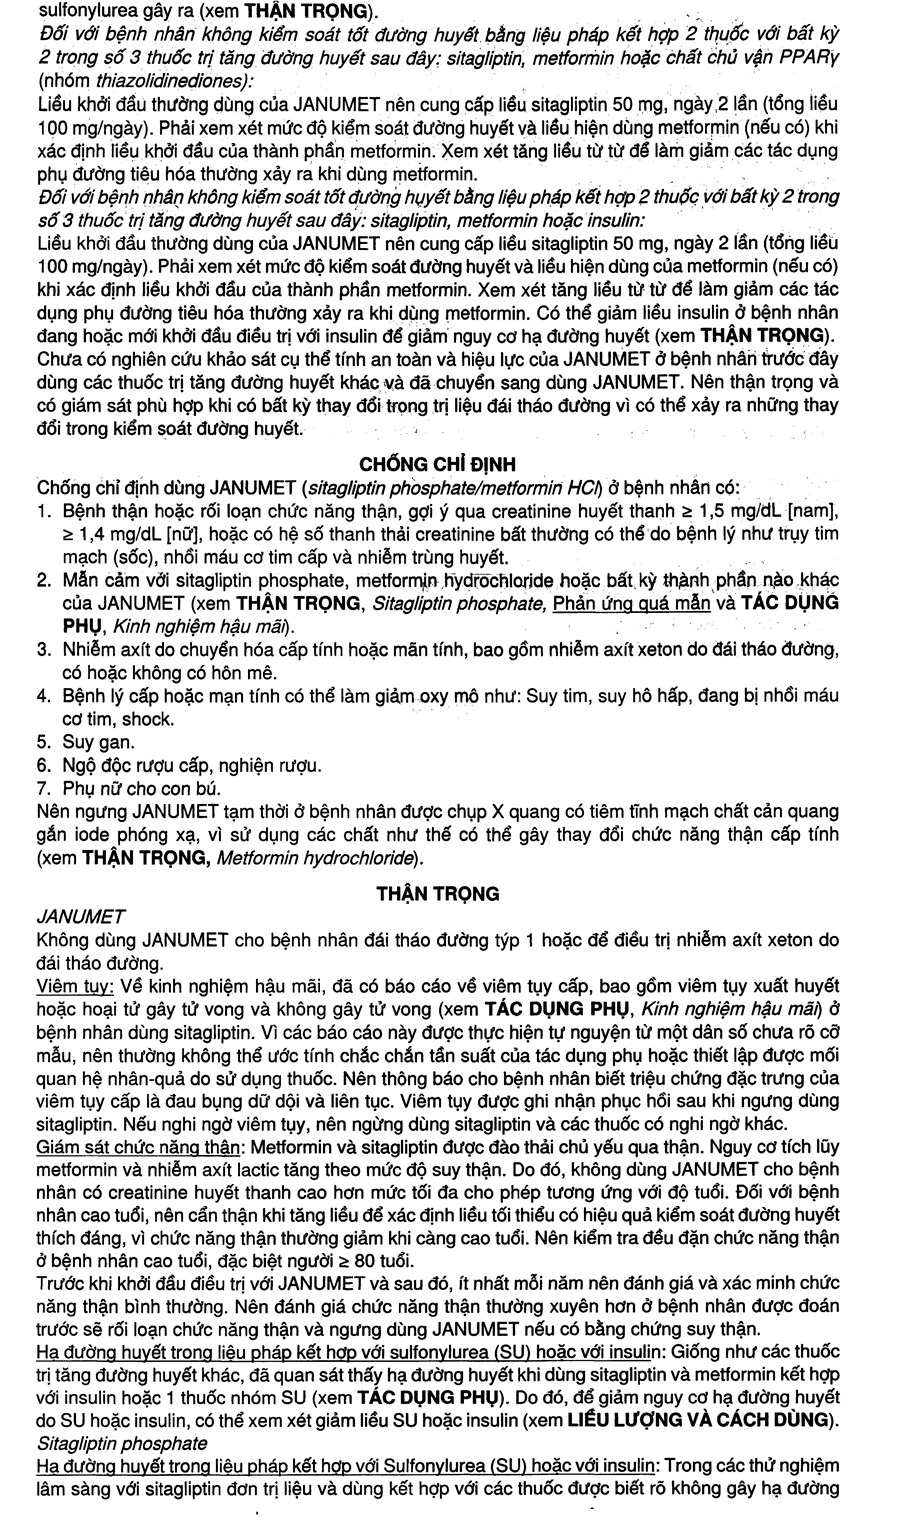 sulfonylurea gây ra (xem THẬN TRỌNG).
Đối với bệnh nhân không kiểm soát tốt đường huyết bằng liệu pháp kết hợp 2 thuốc với bất kỳ
2 trong số 3 thuốc trị tăng đường huyết sau đây: sitagliptin, metformin hoặc chất chủ vận PPARγ
(nhóm thiazolidinediones):
Liều khởi đầu thường dùng của JANUMET nên cung cấp liều sitagliptin 50 mg, ngày 2 lần (tổng liều
100 mg/ngày). Phải xem xét mức độ kiểm soát đường huyết và liều hiện dùng metformin (nếu có) khi
xác định liều khởi đầu của thành phần metformin. Xem xét tăng liều từ từ để làm giảm các tác dụng
phụ đường tiêu hóa thường xảy ra khi dùng metformin.
Đối với bệnh nhân không kiểm soát tốt đường huyết bằng liệu pháp kết hợp 2 thuốc với bất kỳ 2 trong
số 3 thuốc trị tăng đường huyết sau đây: sitagliptin, metformin hoặc insulin:
Liều khởi đầu thường dùng của JANUMET nên cung cấp liều sitagliptin 50 mg, ngày 2 lần (tổng liều
100 mg/ngày). Phải xem xét mức độ kiểm soát đường huyết và liều hiện dùng của metformin (nếu có)
khi xác định liều khởi đầu của thành phần metformin. Xem xét tăng liều từ từ để làm giảm các tác
dụng phụ đường tiêu hóa thường xảy ra khi dùng metformin. Có thể giảm liều insulin ở bệnh nhân
đang hoặc mới khởi đầu điều trị với insulin để giảm nguy cơ hạ đường huyết (xem THẬN TRỌNG).
Chưa có nghiên cứu khảo sát cụ thể tính an toàn và hiệu lực của JANUMET ở bệnh nhân trước đây
dùng các thuốc trị tăng đường huyết khác và đã chuyển sang dùng JANUMET. Nên thận trọng và
có giám sát phù hợp khi có bất kỳ thay đổi trong trị liệu đái tháo đường vì có thể xảy ra những thay
đổi trong kiểm soát đường huyết.
CHỐNG CHỈ ĐỊNH
Chống chỉ định dùng JANUMET (sitagliptin phosphate/metformin HCl) ở bệnh nhân có:
1. Bệnh thận hoặc rối loạn chức năng thận, gợi ý qua creatinine huyết thanh ≥ 1,5 mg/dL [nam],
≥ 1,4 mg/dL [nữ], hoặc có hệ số thanh thải creatinine bất thường có thể do bệnh lý như trụy tim
mạch (sốc), nhồi máu cơ tim cấp và nhiễm trùng huyết.
2. Mẫn cảm với sitagliptin phosphate, metformin hydrochloride hoặc bất kỳ thành phần nào khác
của JANUMET (xem THẬN TRỌNG, Sitagliptin phosphate, Phản ứng quá mẫn và TÁC DỤNG
PHỤ, Kinh nghiệm hậu mãi).
3. Nhiễm axít do chuyển hóa cấp tính hoặc mãn tính, bao gồm nhiễm axít xeton do đái tháo đường,
có hoặc không có hôn mê.
4. Bệnh lý cấp hoặc mạn tính có thể làm giảm oxy mô như: Suy tim, suy hô hấp, đang bị nhồi máu
cơ tim, shock.
5. Suy gan.
6. Ngộ độc rượu cấp, nghiện rượu.
7. Phụ nữ cho con bú.
Nên ngưng JANUMET tạm thời ở bệnh nhân được chụp X quang có tiêm tĩnh mạch chất cản quang
gắn iode phóng xạ, vì sử dụng các chất như thế có thể gây thay đổi chức năng thận cấp tính
(xem THẬN TRỌNG, Metformin hydrochloride).
THẬN TRỌNG
JANUMET
Không dùng JANUMET cho bệnh nhân đái tháo đường týp 1 hoặc để điều trị nhiễm axít xeton do
đái tháo đường.
Viêm tụy: Về kinh nghiệm hậu mãi, đã có báo cáo về viêm tụy cấp, bao gồm viêm tụy xuất huyết
hoặc hoại tử gây tử vong và không gây tử vong (xem TÁC DỤNG PHỤ, Kinh nghiệm hậu mãi) ở
bệnh nhân dùng sitagliptin. Vì các báo cáo này được thực hiện tự nguyện từ một dân số chưa rõ cỡ
mẫu, nên thường không thể ước tính chắc chắn tần suất của tác dụng phụ hoặc thiết lập được mối
quan hệ nhân-quả do sử dụng thuốc. Nên thông báo cho bệnh nhân biết triệu chứng đặc trưng của
viêm tụy cấp là đau bụng dữ dội và liên tục. Viêm tụy được ghi nhận phục hồi sau khi ngưng dùng
sitagliptin. Nếu nghi ngờ viêm tụy, nên ngừng dùng sitagliptin và các thuốc có nghi ngờ khác.
Giám sát chức năng thận: Metformin và sitagliptin được đào thải chủ yếu qua thận. Nguy cơ tích lũy
metformin và nhiễm axít lactic tăng theo mức độ suy thận. Do đó, không dùng JANUMET cho bệnh
nhân có creatinine huyết thanh cao hơn mức tối đa cho phép tương ứng với độ tuổi. Đối với bệnh
nhân cao tuổi, nên cẩn thận khi tăng liều để xác định liều tối thiểu có hiệu quả kiểm soát đường huyết
thích đáng, vì chức năng thận thường giảm khi càng cao tuổi. Nên kiểm tra đều đặn chức năng thận
ở bệnh nhân cao tuổi, đặc biệt người ≥ 80 tuổi.
Trước khi khởi đầu điều trị với JANUMET và sau đó, ít nhất mỗi năm nên đánh giá và xác minh chức
năng thận bình thường. Nên đánh giá chức năng thận thường xuyên hơn ở bệnh nhân được đoán
trước sẽ rối loạn chức năng thận và ngưng dùng JANUMET nếu có bằng chứng suy thận.
Hạ đường huyết trong liệu pháp kết hợp với sulfonylurea (SU) hoặc với insulin: Giống như các thuốc
trị tăng đường huyết khác, đã quan sát thấy hạ đường huyết khi dùng sitagliptin và metformin kết hợp
với insulin hoặc 1 thuốc nhóm SU (xem TÁC DỤNG PHỤ). Do đó, để giảm nguy cơ hạ đường huyết
do SU hoặc insulin, có thể xem xét giảm liều SU hoặc insulin (xem LIỀU LƯỢNG VÀ CÁCH DÙNG).
Sitagliptin phosphate
Hạ đường huyết trong liệu pháp kết hợp với Sulfonylurea (SU) hoặc với insulin: Trong các thử nghiệm
lâm sàng với sitagliptin đơn trị liệu và dùng kết hợp với các thuốc được biết rõ không gây hạ đường